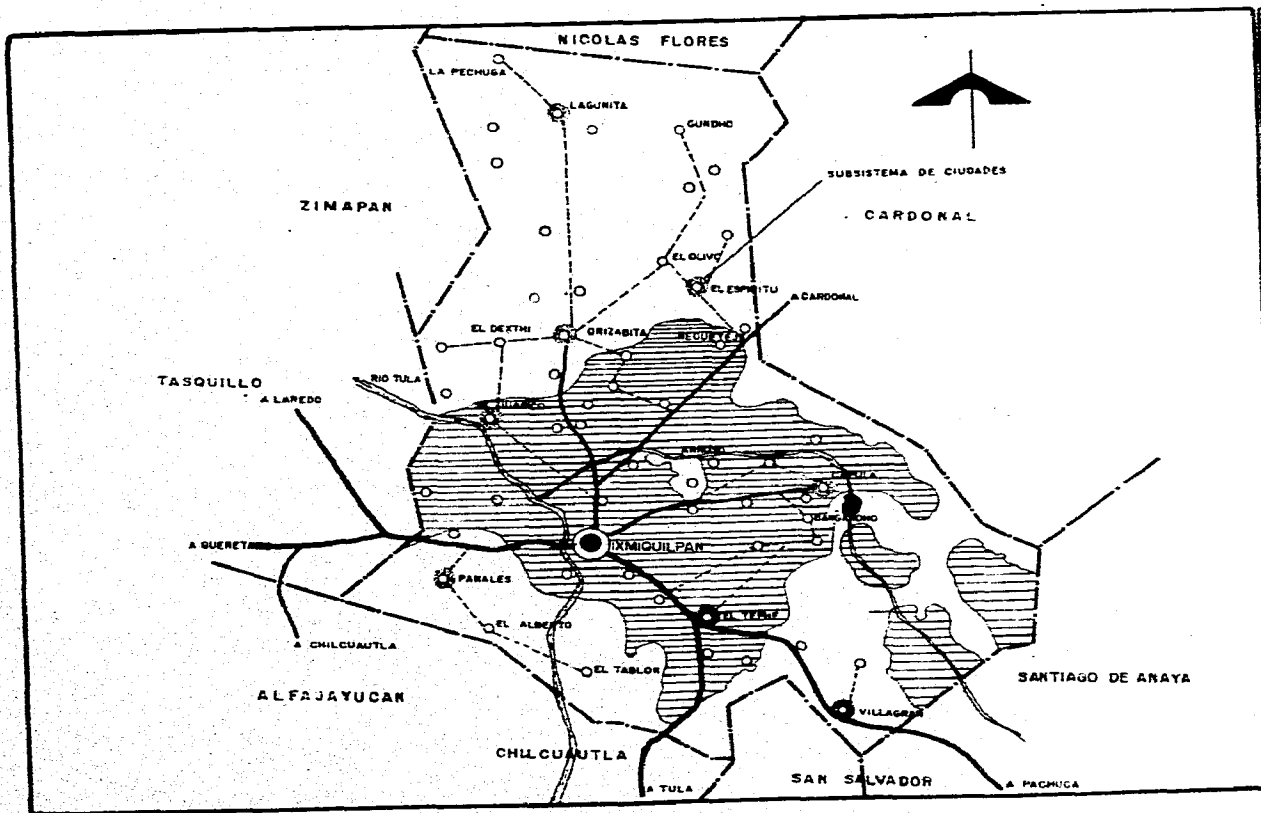 NICOLAS FLORES
LA PECHUGA
LAGUNITA
GUNDHO
SUBSISTEMA DE CIUDADES
ZIMAPAN
CARDONAL
EL OLIVO
EL ESPIRITU
A CARDONAL
EL DEXTHI
ORIZABITA
TASQUILLO
RIO TULA
A LAREDO
IXMIQUILPAN
A QUERETARO
PANALES
EL TEPHE
EL ALBERTO
A CHILCUAUTLA
EL TABLOR
SANTIAGO DE ANAYA
ALFAJAYUCAN
VILLAGRAN
CHILCUAUTLA
SAN SALVADOR
A TULA
A PACHUCA